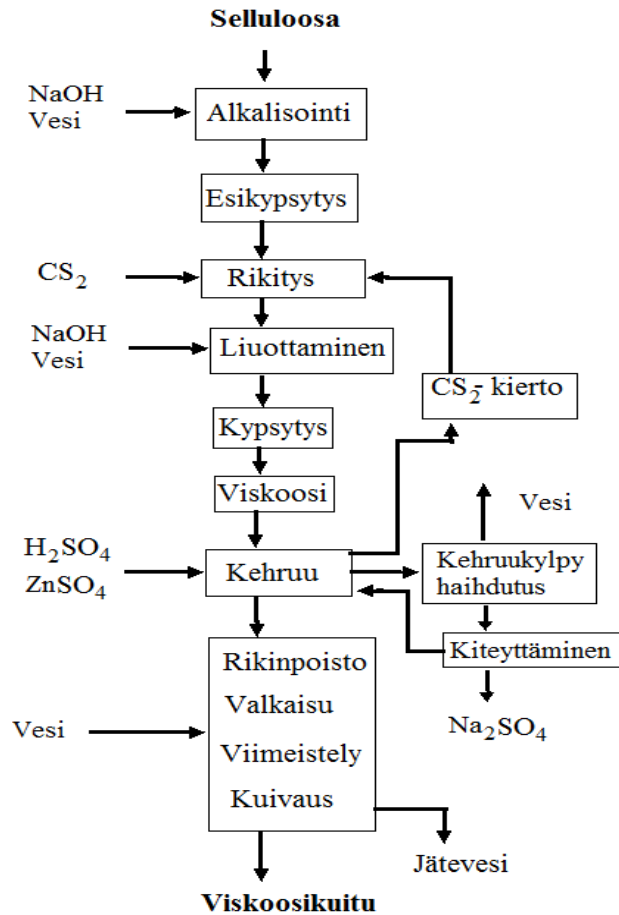 Selluloosa
NaOH
Vesi
Alkalisointi
Esikypsytys
CS2
Rikitys
NaOH
Vesi
Liuottaminen
CS2- kierto
Kypsytys
Viskoosi
Vesi
H2SO4
ZnSO4
Kehruu
Kehruukylpy
haihdutus
Kiteyttäminen
Na2SO4
Vesi
Rikinpoisto
Valkaisu
Viimeistely
Kuivaus
Jätevesi
Viskoosikuitu